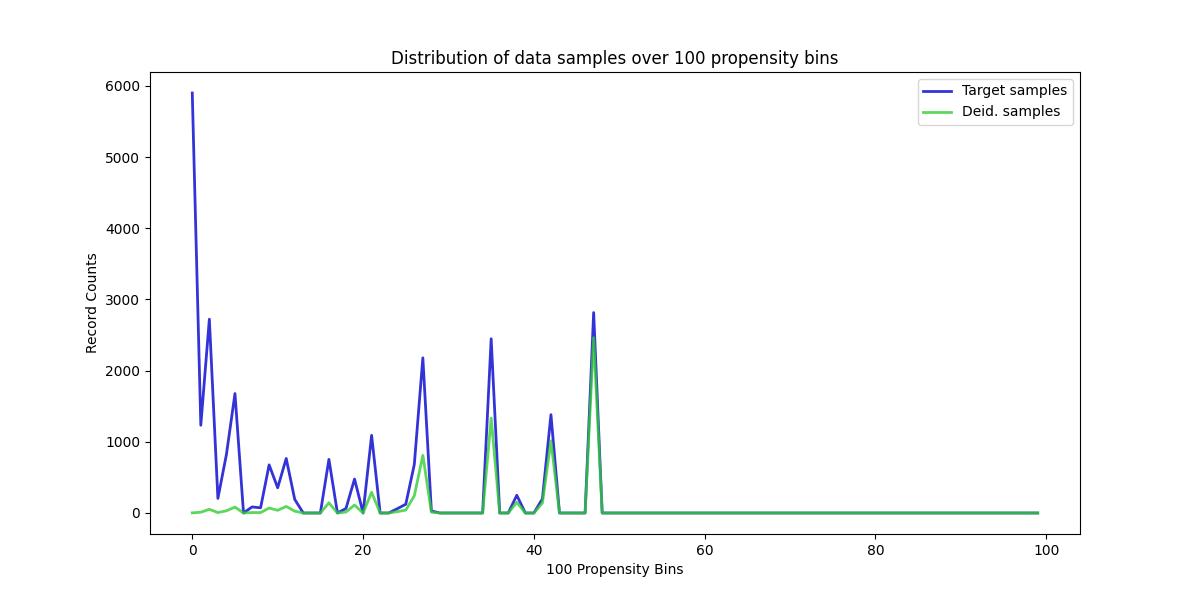 Distribution of data samples over 100 propensity bins
Target samples
Deid. samples
Record Counts
6000
5000
4000
3000
2000
1000
0
0 20 40 60 80 100
100 Propensity Bins